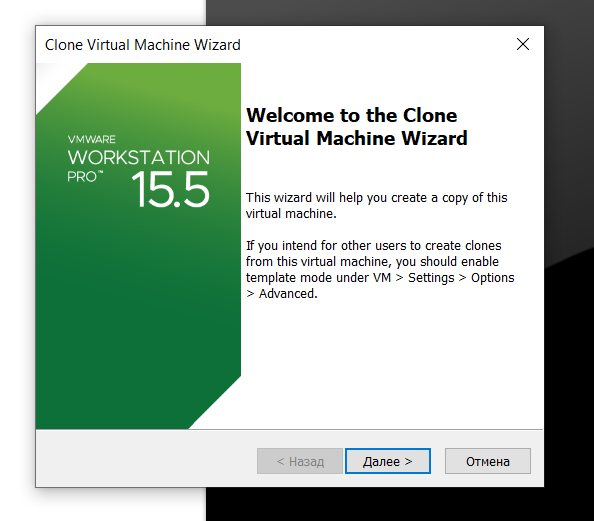 Clone Virtual Machine Wizard
VMWARE
WORKSTATION
PRO™ 15.5
Welcome to the Clone
Virtual Machine Wizard
This wizard will help you create a copy of this
virtual machine.
If you intend for other users to create clones
from this virtual machine, you should enable
template mode under VM > Settings > Options
> Advanced.
< Назад
Далее >
Отмена